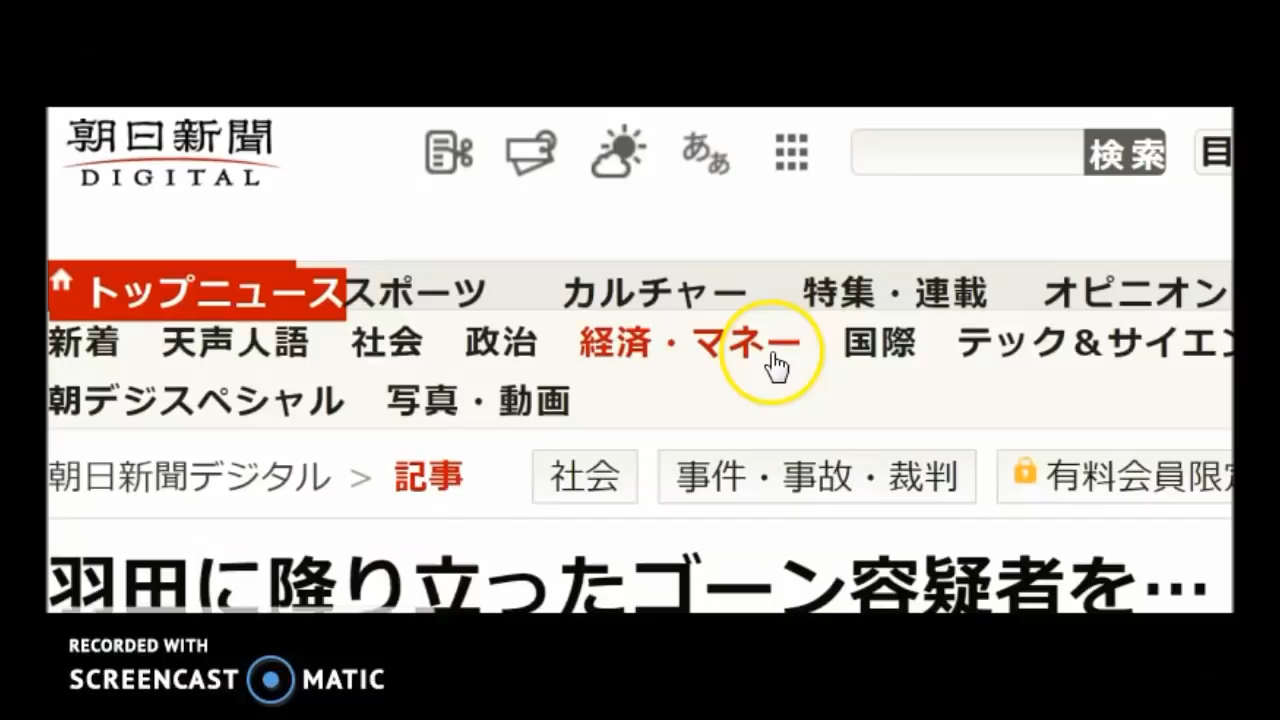 朝日新聞
DIGITAL
あぁ
検索
目
トップニュース スポーツ カルチャー 特集・連載 オピニオン
新着 天声人語 社会 政治 経済・マネー 国際 テック＆サイエン
朝デジスペシャル 写真・動画
朝日新聞デジタル > 記事 社会 事件・事故・裁判 有料会員限定
羽田に降り立ったゴーン容疑者を…
RECORDED WITH
SCREENCAST MATIC